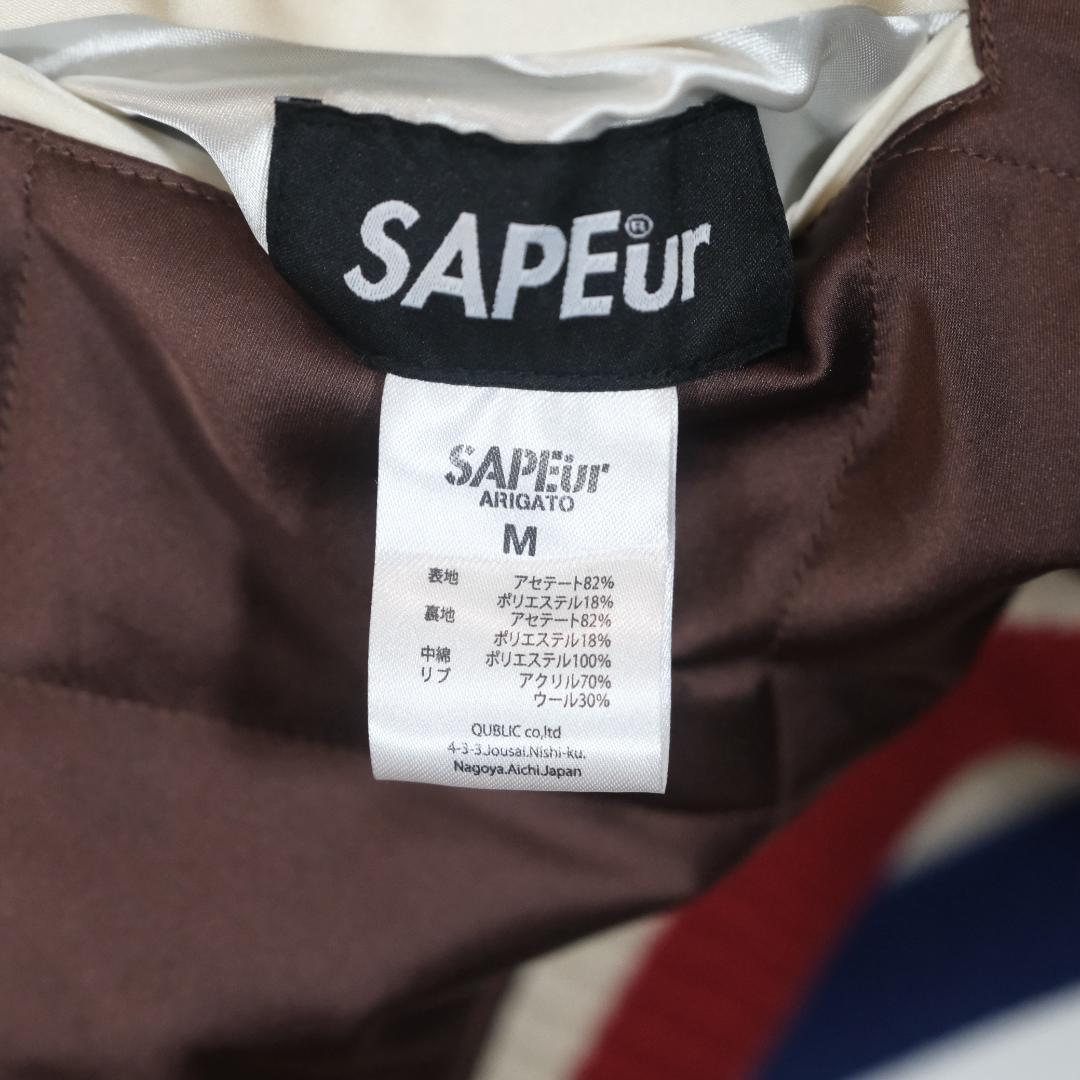 SAPEur®
SAPEur
ARIGATO
M
表地 アセテート82%
ポリエステル18%
裏地 アセテート82%
ポリエステル18%
中綿 ポリエステル100%
リブ アクリル70%
ウール30%
QUBLIC co,ltd
4-3-3.Jousai.Nishi-ku.
Nagoya.Aichi.Japan